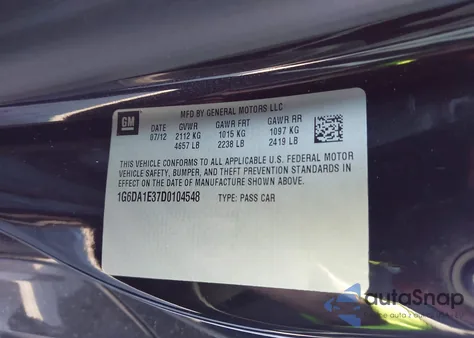 GM
MFD BY GENERAL MOTORS LLC
DATE GVWR GAWR FRT GAWR RR
07/12 2112 KG 1015 KG 1097 KG
4657 LB 2238 LB 2419 LB
THIS VEHICLE CONFORMS TO ALL APPLICABLE U.S. FEDERAL MOTOR
VEHICLE SAFETY, BUMPER, AND THEFT PREVENTION STANDARDS IN
EFFECT ON THE DATE OF MANUFACTURE SHOWN ABOVE.
1G6DA1E37D0104548 TYPE: PASS CAR
autoSnap